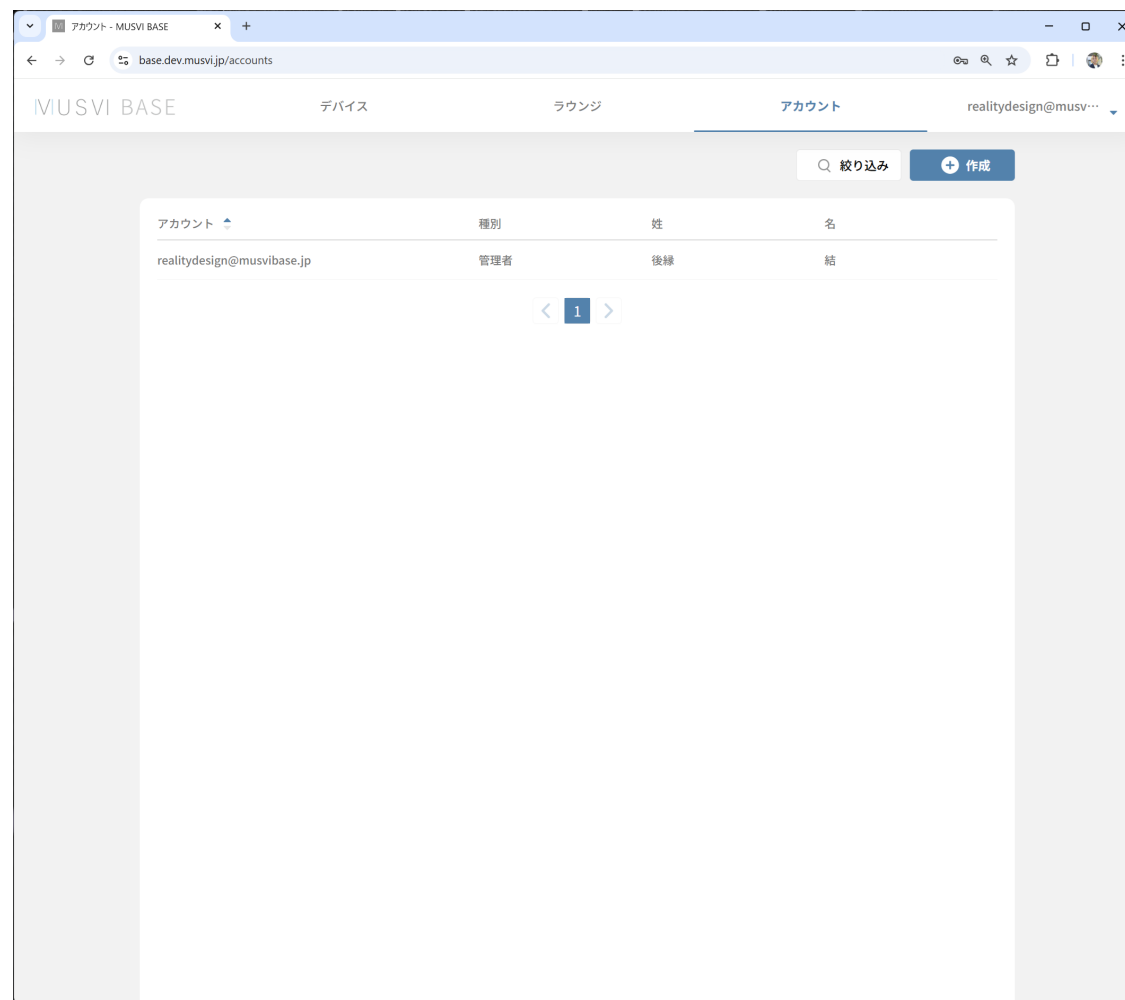 アカウント - MUSVI BASE
base.dev.musvi.jp/accounts
MUSVI BASE デバイス ラウンジ アカウント realitydesign@musv…
絞り込み 作成
アカウント 種別 姓 名
realitydesign@musvibase.jp 管理者 後縁 結
1